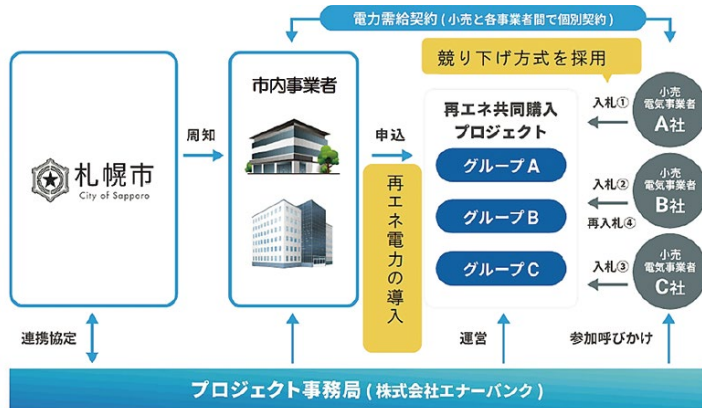 電力需給契約 ( 小売と各事業者間で個別契約 )
札幌市
City of Sapporo
周知
市内事業者
申込
再エネ電力の導入
競り下げ方式を採用
再エネ共同購入
プロジェクト
グループ A
グループ B
グループ C
入札①
入札②
再入札④
入札③
小売
電気事業者
A社
小売
電気事業者
B社
小売
電気事業者
C社
連携協定
運営
参加呼びかけ
プロジェクト事務局 ( 株式会社エナーバンク )